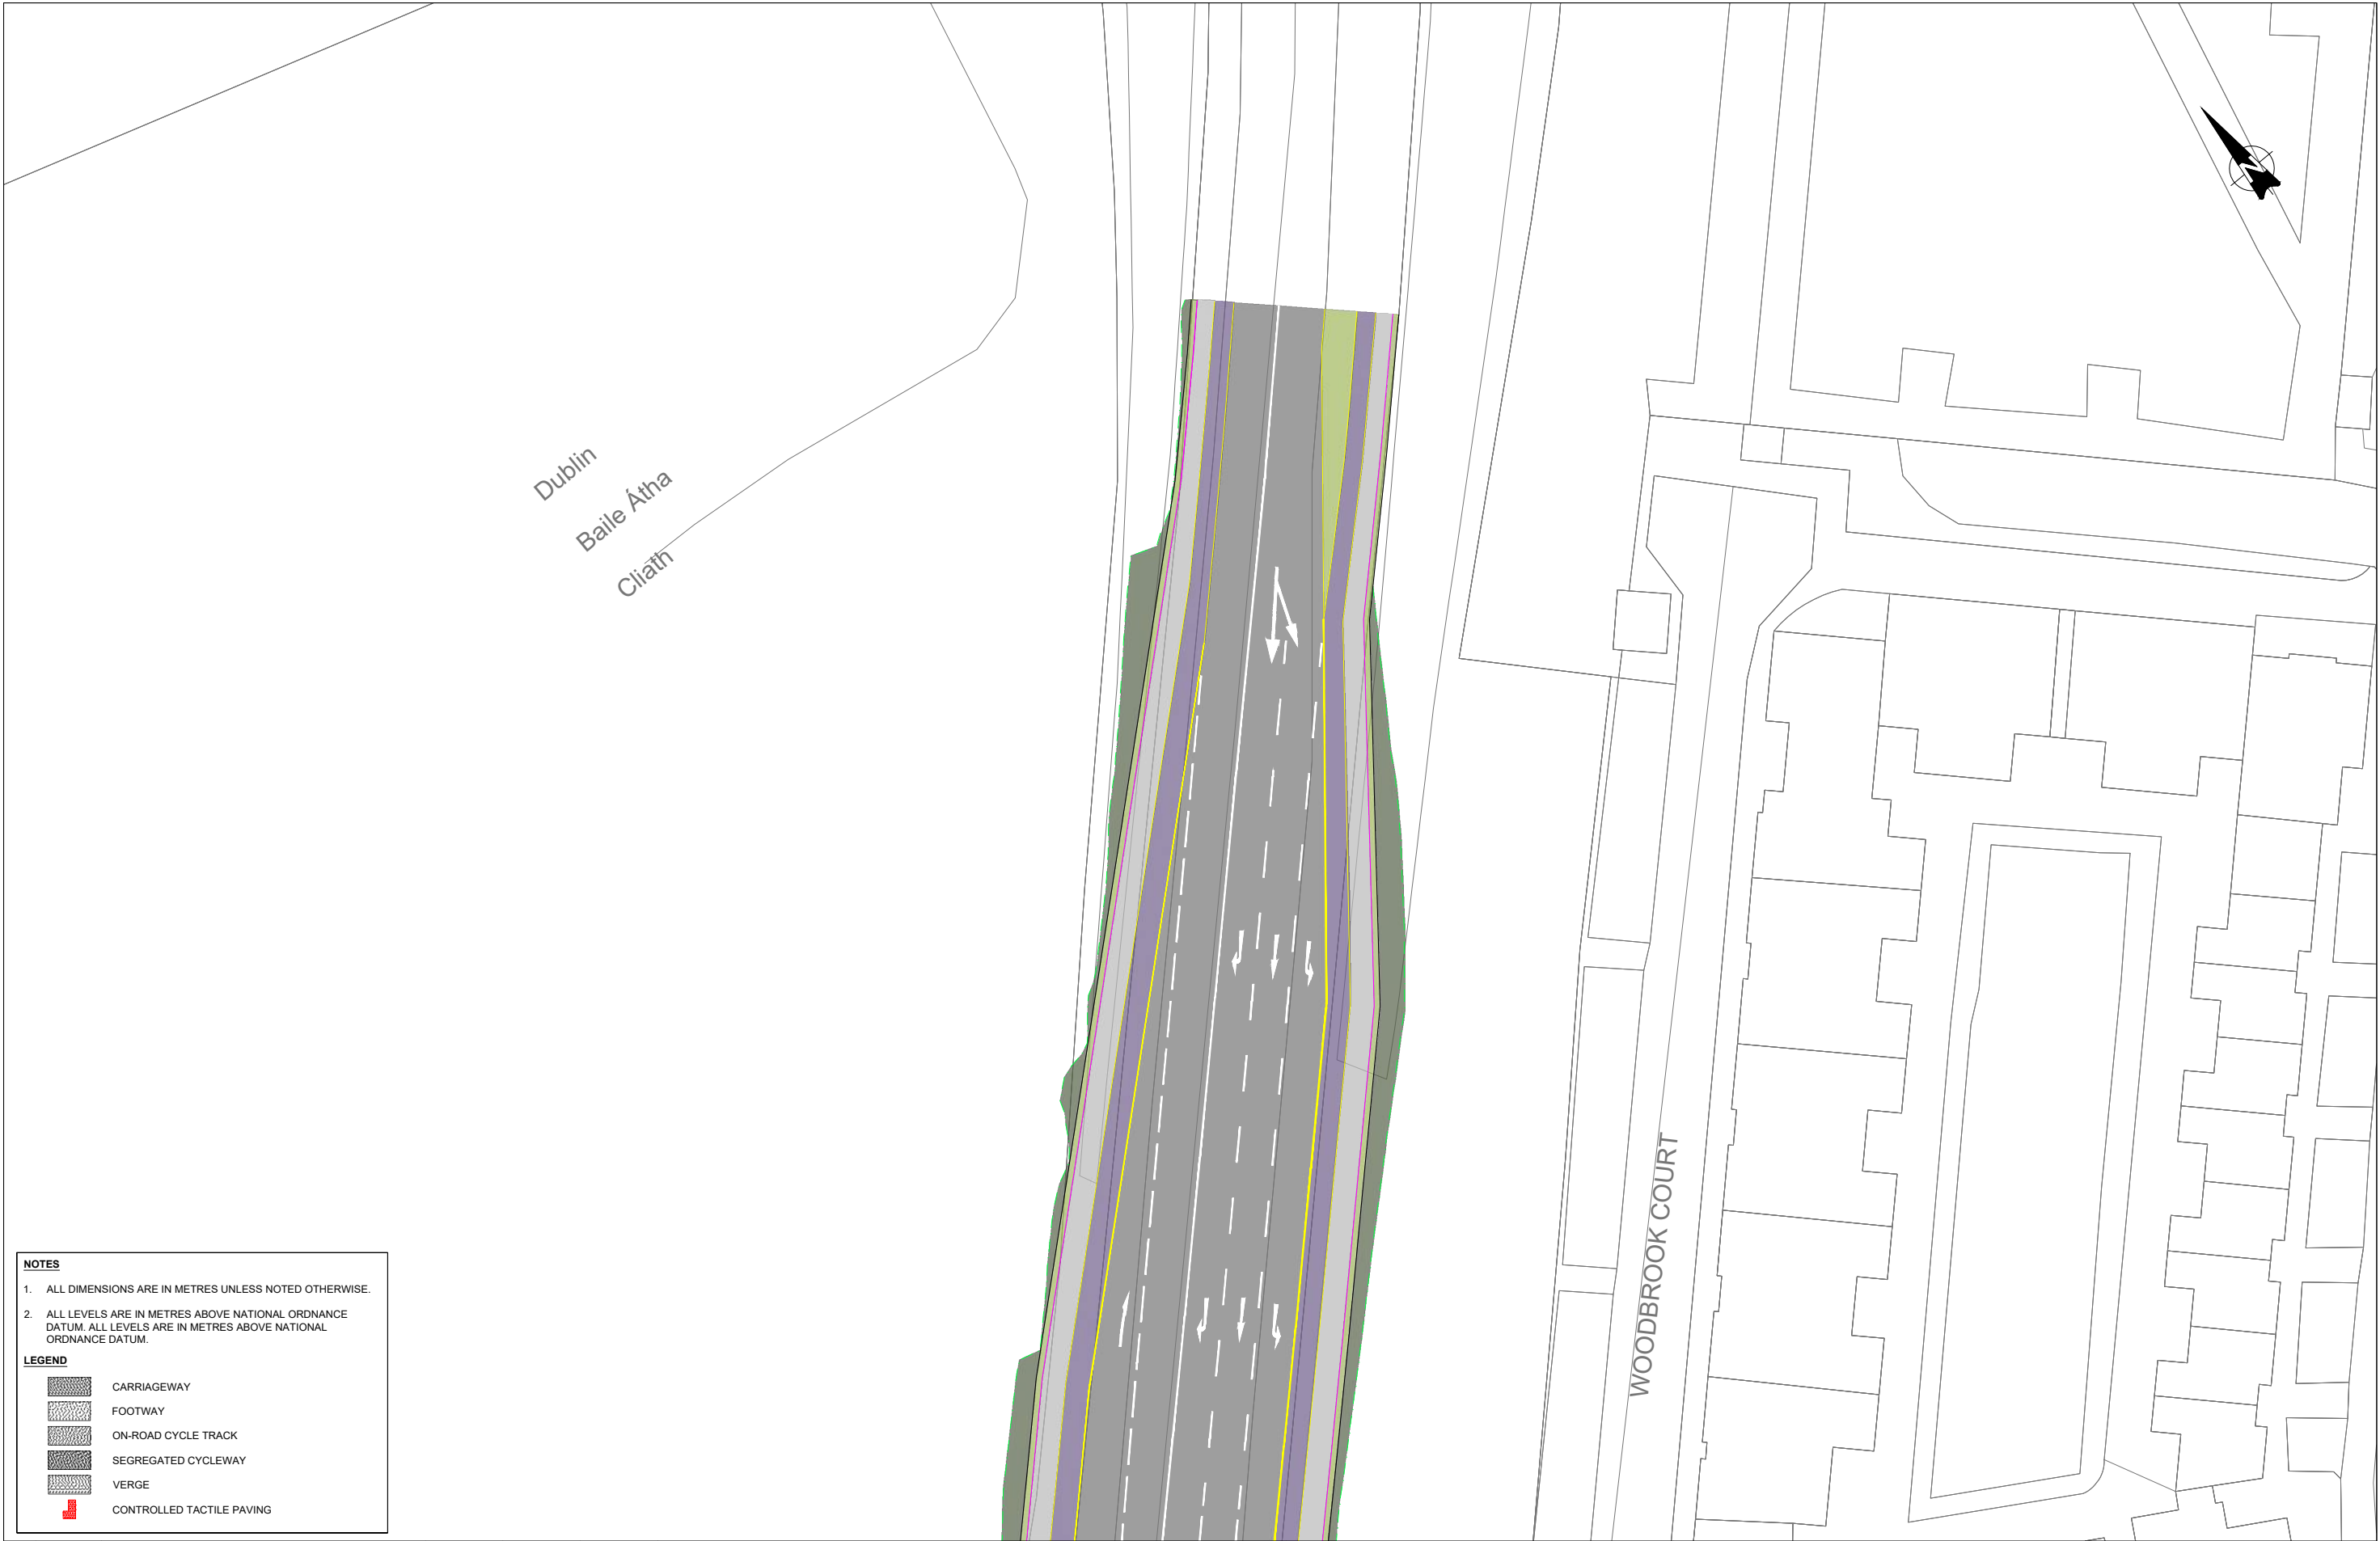 Dublin
Baile Átha
Cliath
WOODBROOK COURT
N
NOTES
1. ALL DIMENSIONS ARE IN METRES UNLESS NOTED OTHERWISE.
2. ALL LEVELS ARE IN METRES ABOVE NATIONAL ORDNANCE
DATUM. ALL LEVELS ARE IN METRES ABOVE NATIONAL
ORDNANCE DATUM.
LEGEND
CARRIAGEWAY
FOOTWAY
ON-ROAD CYCLE TRACK
SEGREGATED CYCLEWAY
VERGE
CONTROLLED TACTILE PAVING